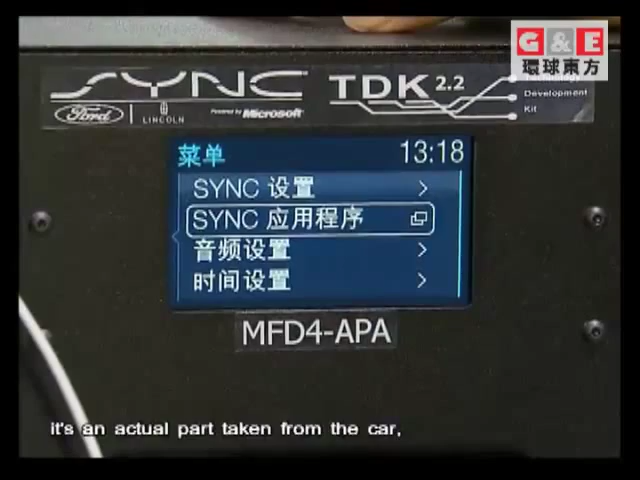 G&E
環球東方
SYNC
TDK 2.2
Technology
Development
Kit
Ford
LINCOLN
Powered by Microsoft
菜单
13:18
SYNC 设置
SYNC 应用程序
音频设置
时间设置
MFD4-APA
it's an actual part taken from the car,